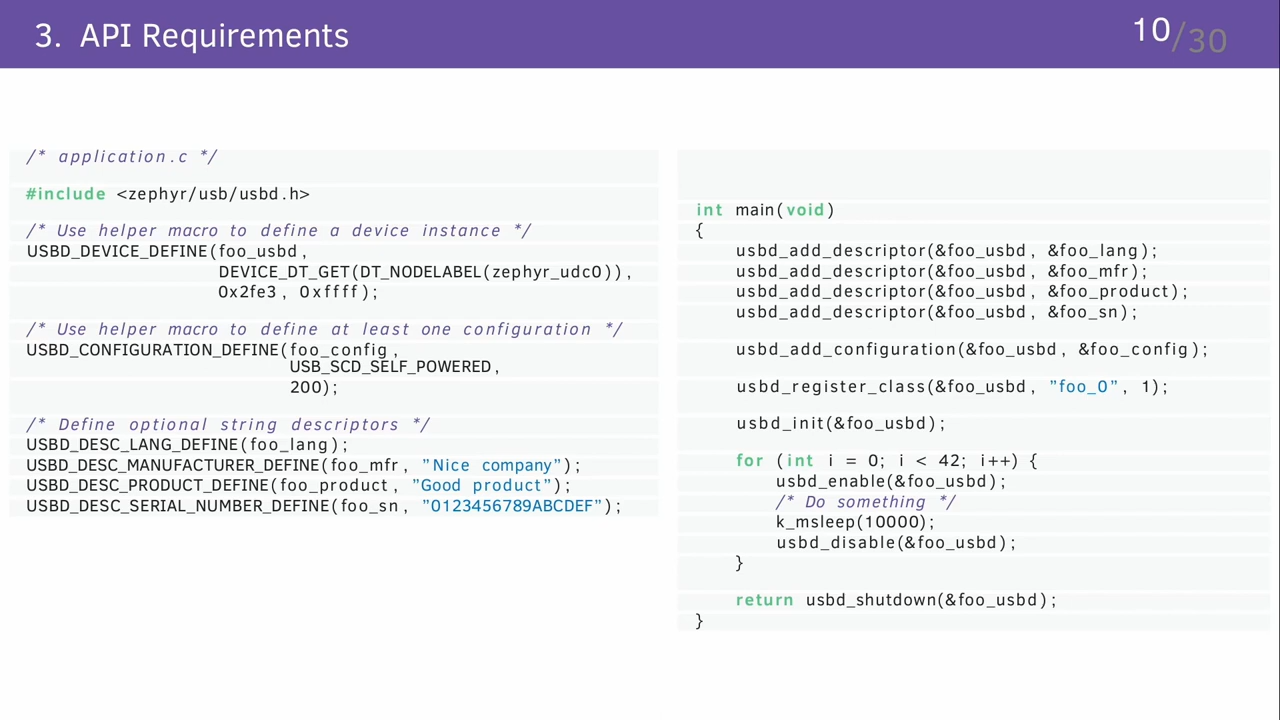 3. API Requirements
10/30
/* application.c */
#include <zephyr/usb/usbd.h>
/* Use helper macro to define a device instance */
USBD_DEVICE_DEFINE(foo_usbd,
DEVICE_DT_GET(DT_NODELABEL(zephyr_udc0)),
0x2fe3, 0xffff);
/* Use helper macro to define at least one configuration */
USBD_CONFIGURATION_DEFINE(foo_config,
USB_SCD_SELF_POWERED,
200);
/* Define optional string descriptors */
USBD_DESC_LANG_DEFINE(foo_lang);
USBD_DESC_MANUFACTURER_DEFINE(foo_mfr, "Nice company");
USBD_DESC_PRODUCT_DEFINE(foo_product, "Good product");
USBD_DESC_SERIAL_NUMBER_DEFINE(foo_sn, "0123456789ABCDEF");
int main(void)
{
usbd_add_descriptor(&foo_usbd, &foo_lang);
usbd_add_descriptor(&foo_usbd, &foo_mfr);
usbd_add_descriptor(&foo_usbd, &foo_product);
usbd_add_descriptor(&foo_usbd, &foo_sn);
usbd_add_configuration(&foo_usbd, &foo_config);
usbd_register_class(&foo_usbd, "foo_0", 1);
usbd_init(&foo_usbd);
for (int i = 0; i < 42; i++) {
usbd_enable(&foo_usbd);
/* Do something */
k_msleep(10000);
usbd_disable(&foo_usbd);
}
return usbd_shutdown(&foo_usbd);
}